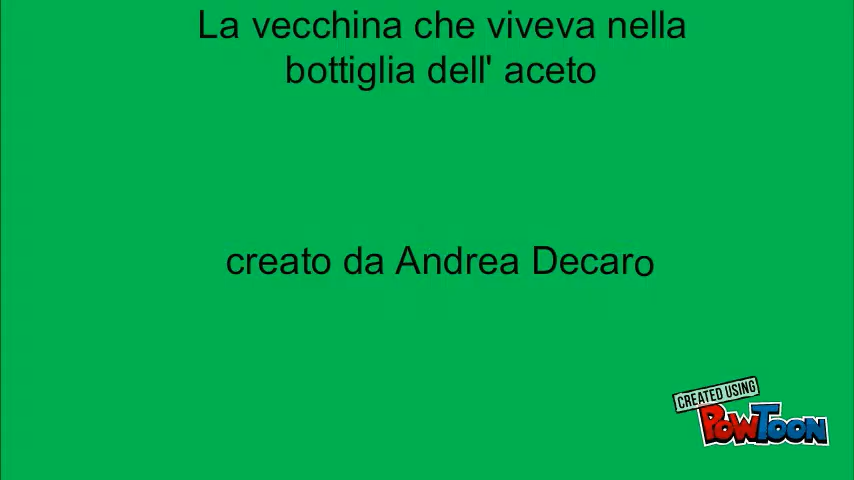 La vecchina che viveva nella
bottiglia dell' aceto
creato da Andrea Decaro
CREATED USING
POWTOON